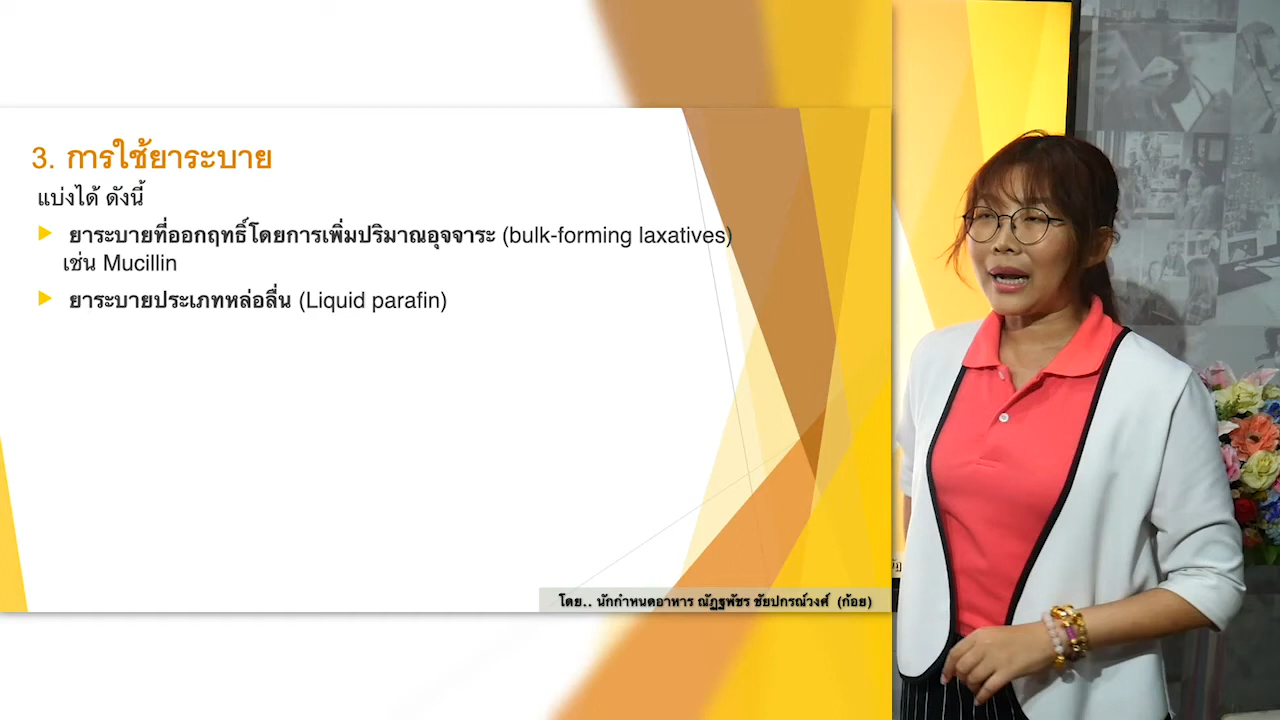 3. การใช้ยาระบาย
แบ่งได้ ดังนี้
ยาระบายที่ออกฤทธิ์โดยการเพิ่มปริมาณอุจจาระ (bulk-forming laxatives)
เช่น Mucillin
ยาระบายประเภทหล่อลื่น (Liquid parafin)
โดย.. นักกำหนดอาหาร ณัฏฐพัชร ชัยปกรณ์วงศ์ (ก้อย)